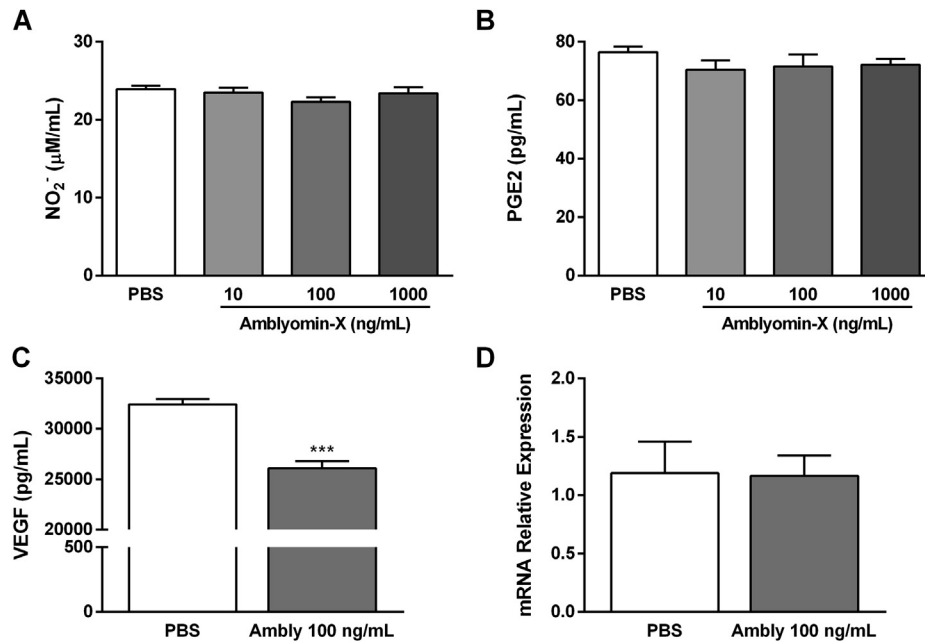 A
NO₂⁻ (μM/mL)
30
20
10
0
PBS
10
100
1000
Amblyomin-X (ng/mL)
B
PGE2 (pg/mL)
80
60
40
20
0
PBS
10
100
1000
Amblyomin-X (ng/mL)
C
VEGF (pg/mL)
35000
30000
25000
20000
500
0
***
PBS
Ambly 100 ng/mL
D
mRNA Relative Expression
2.0
1.5
1.0
0.5
0.0
PBS
Ambly 100 ng/mL